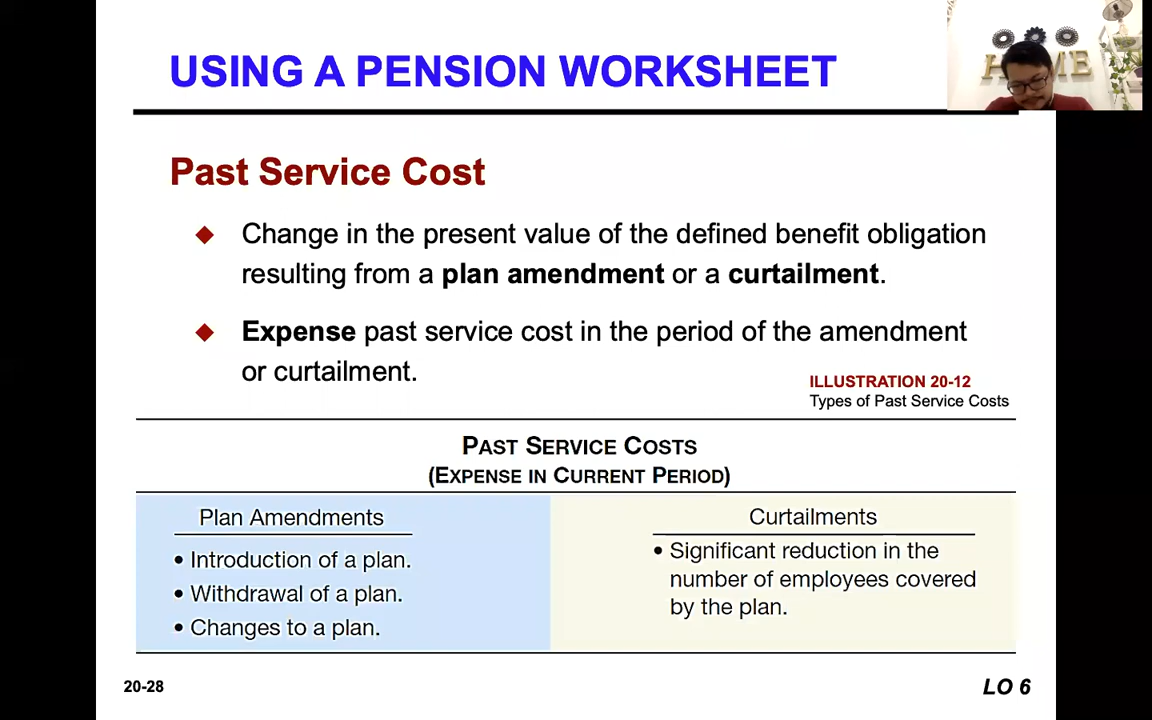 USING A PENSION WORKSHEET
HOME
Past Service Cost
Change in the present value of the defined benefit obligation
resulting from a plan amendment or a curtailment.
Expense past service cost in the period of the amendment
or curtailment.
ILLUSTRATION 20-12
Types of Past Service Costs
PAST SERVICE COSTS
(EXPENSE IN CURRENT PERIOD)
Plan Amendments
• Introduction of a plan.
• Withdrawal of a plan.
• Changes to a plan.
Curtailments
• Significant reduction in the
number of employees covered
by the plan.
20-28
LO 6